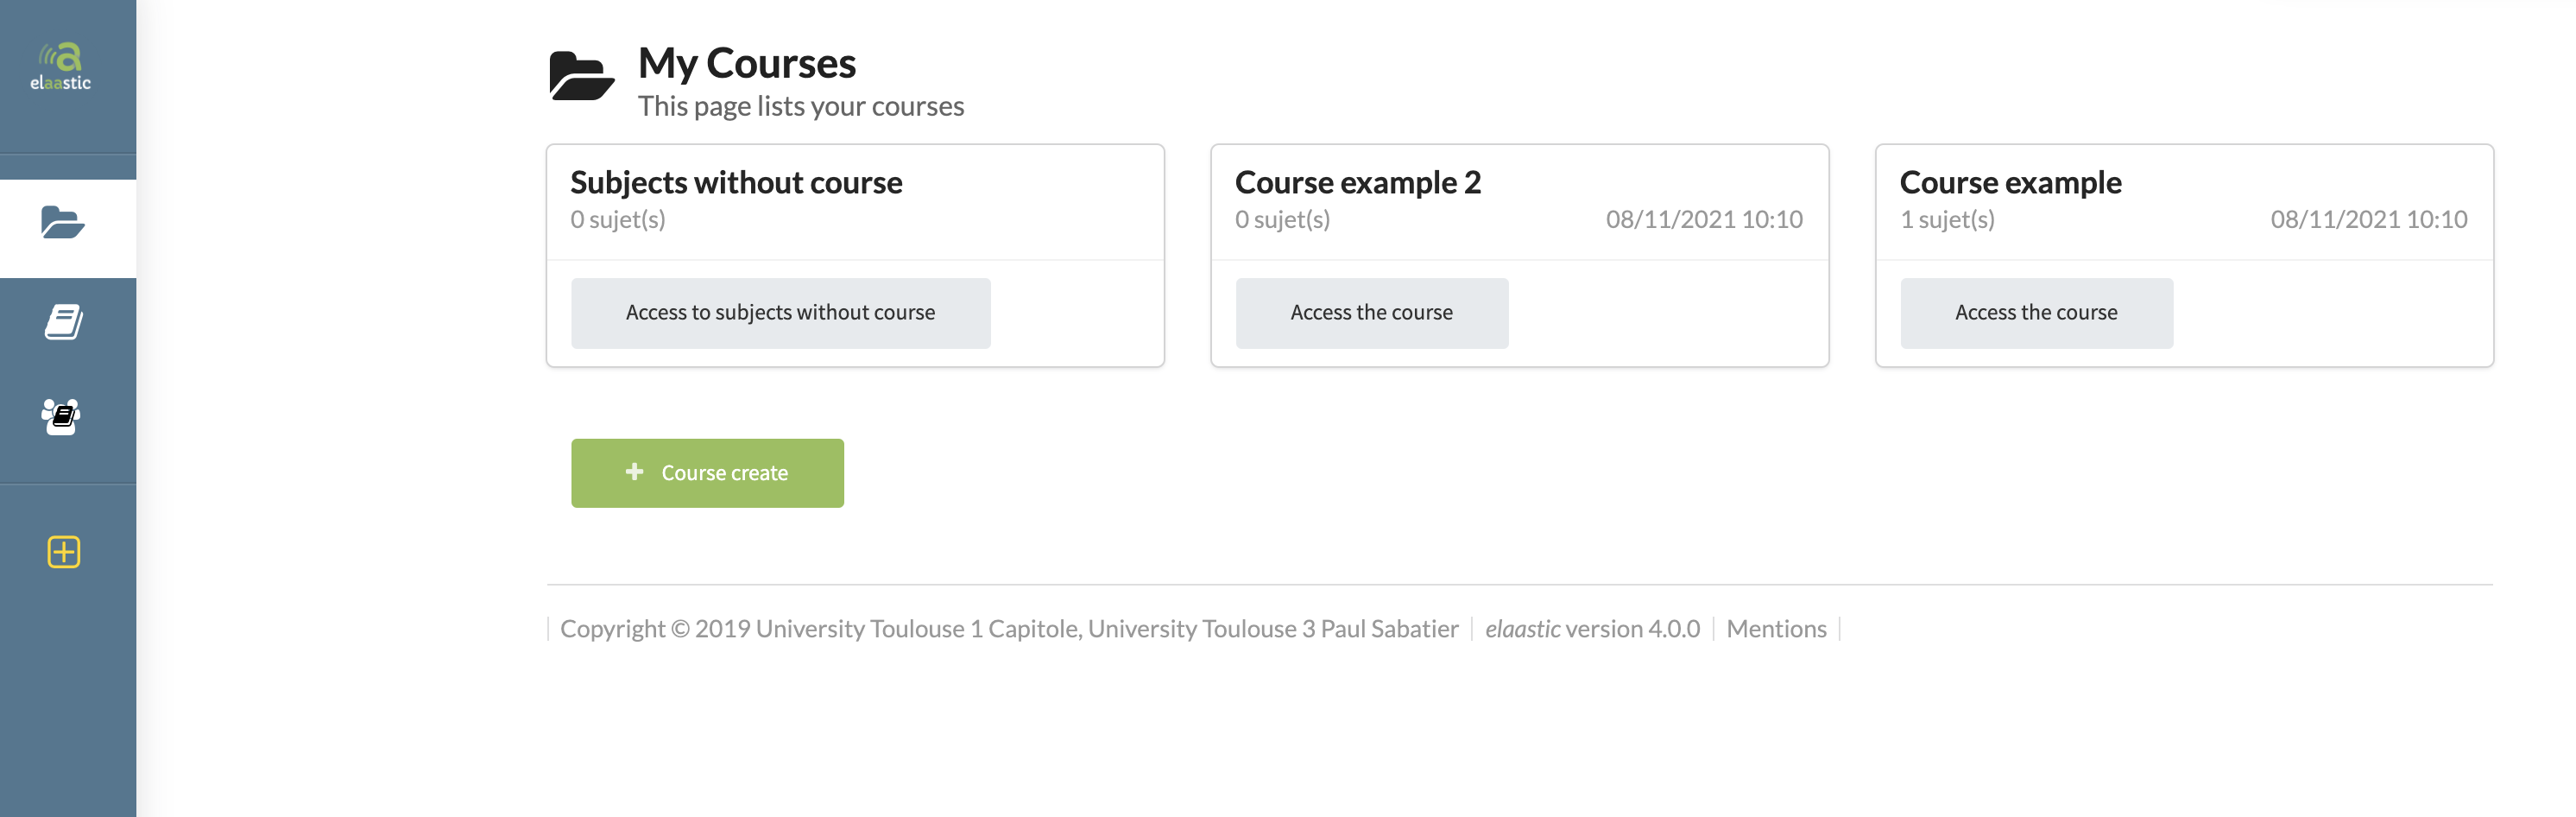 elaastic
My Courses
This page lists your courses
Subjects without course
0 sujet(s)
Access to subjects without course
Course example 2
0 sujet(s) 08/11/2021 10:10
Access the course
Course example
1 sujet(s) 08/11/2021 10:10
Access the course
Course create
Copyright © 2019 University Toulouse 1 Capitole, University Toulouse 3 Paul Sabatier | elaastic version 4.0.0 | Mentions |